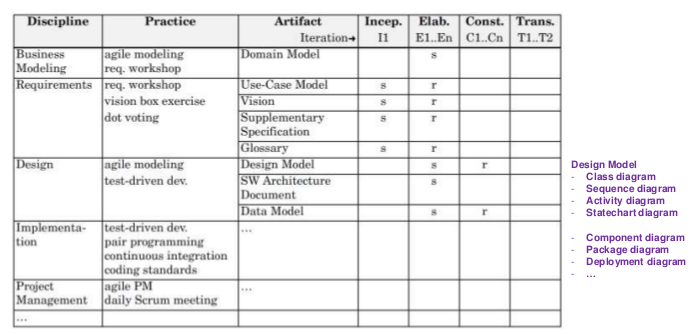 Discipline Practice Artifact Incep. Elab. Const. Trans.
Iteration→ I1 E1..En C1..Cn T1..T2
Business agile modeling Domain Model s
Modeling req. workshop
Requirements req. workshop Use-Case Model s r
vision box exercise Vision s r
dot voting Supplementary s r
Specification
Glossary s r
Design agile modeling Design Model s r
test-driven dev. SW Architecture s
Document
Data Model s r
Implementa- test-driven dev. ...
tion pair programming
continuous integration
coding standards
Project agile PM ...
Management daily Scrum meeting
...
Design Model
- Class diagram
- Sequence diagram
- Activity diagram
- Statechart diagram
- Component diagram
- Package diagram
- Deployment diagram
- ...